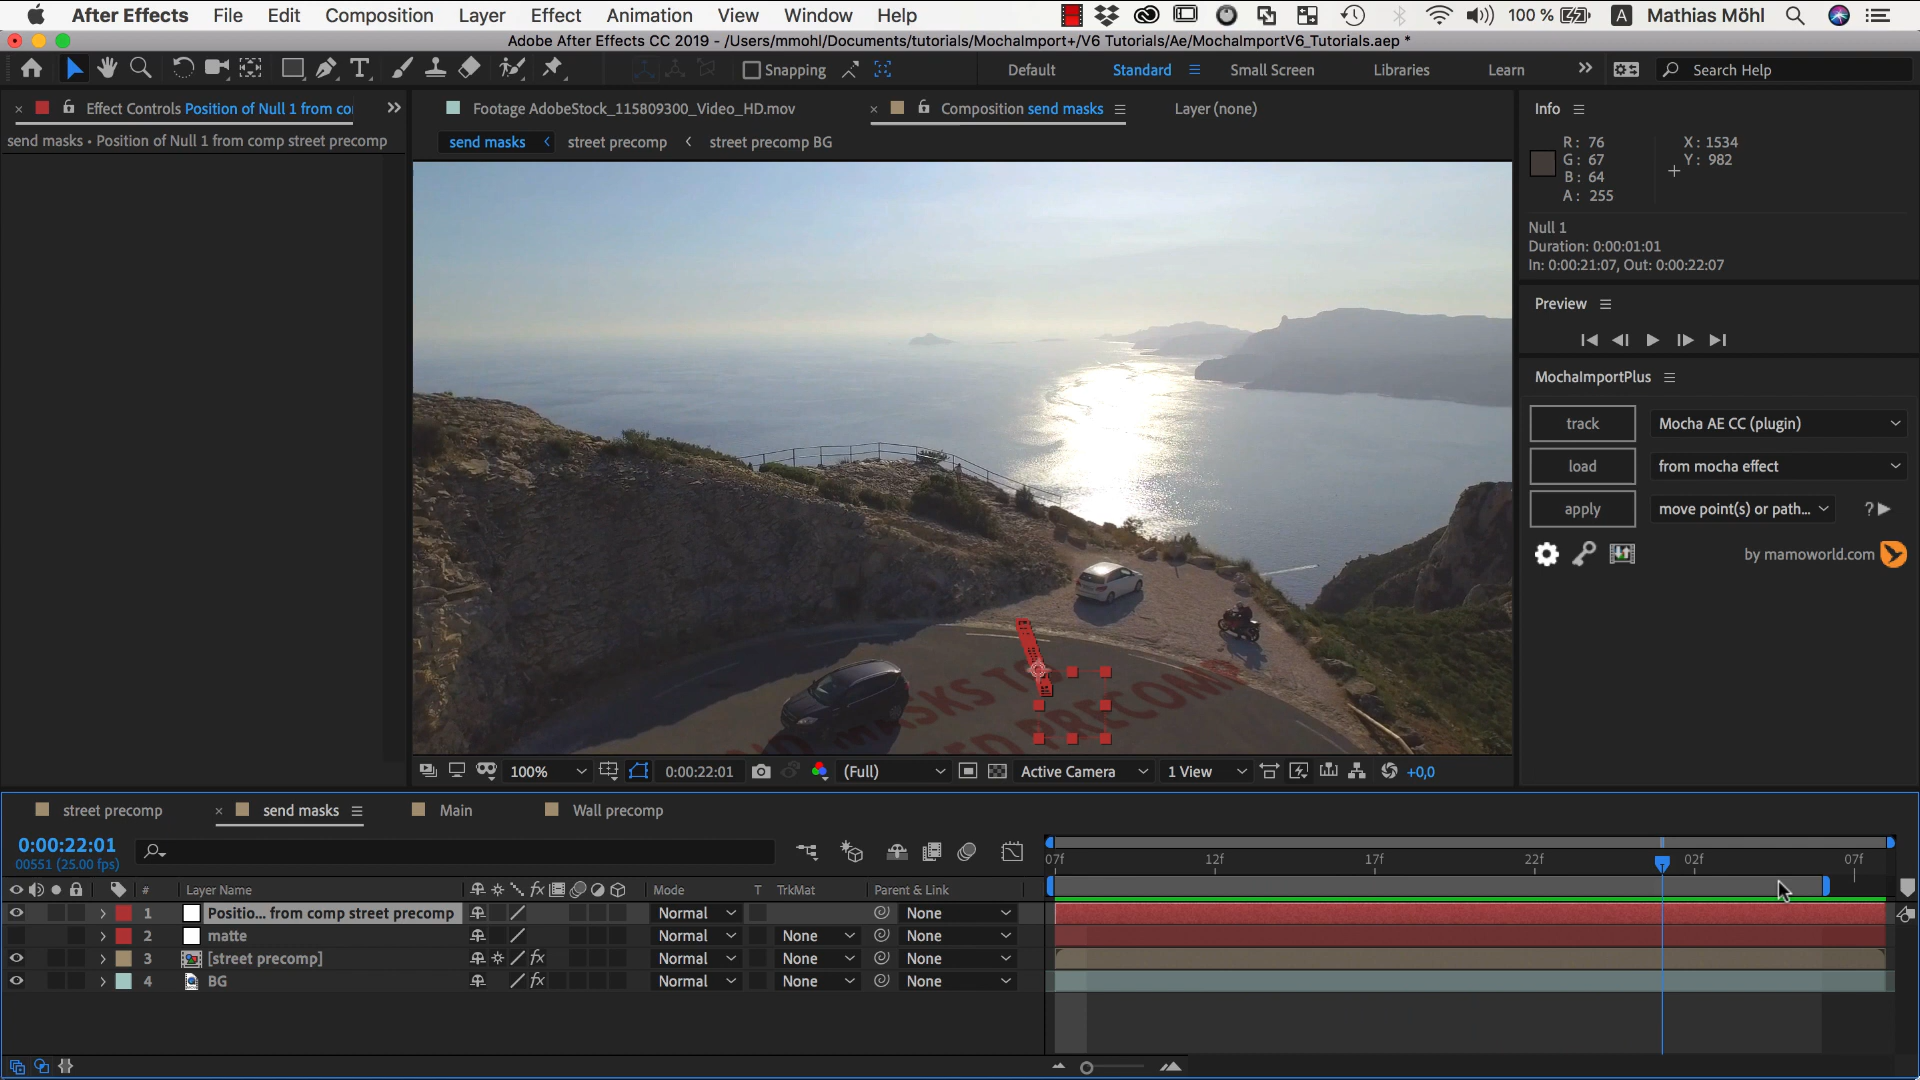 After Effects File Edit Composition Layer Effect Animation View Window Help 100 % A Mathias Möhl
Adobe After Effects CC 2019 - /Users/mmohl/Documents/tutorials/MochaImport+/V6 Tutorials/Ae/MochaImportV6_Tutorials.aep *
Snapping Default Standard Small Screen Libraries Learn Search Help
Effect Controls Position of Null 1 from co
Footage AdobeStock_115809300_Video_HD.mov
Composition send masks
Layer (none)
send masks • Position of Null 1 from comp street precomp
send masks street precomp street precomp BG
Info
R: 76
G: 67
B: 64
A: 255
X: 1534
Y: 982
Null 1
Duration: 0:00:01:01
In: 0:00:21:07, Out: 0:00:22:07
Preview
MochaImportPlus
track Mocha AE CC (plugin)
load from mocha effect
apply move point(s) or path... ?
by mamoworld.com
MASKS TO
PRECOMP
100% 0:00:22:01 (Full) Active Camera 1 View +0,0
street precomp send masks Main Wall precomp
0:00:22:01
00551 (25.00 fps)
07f 12f 17f 22f 02f 07f
# Layer Name fx Mode T TrkMat Parent & Link
1 Positio... from comp street precomp Normal None
2 matte Normal None None
3 [street precomp] fx Normal None None
4 BG fx Normal None None